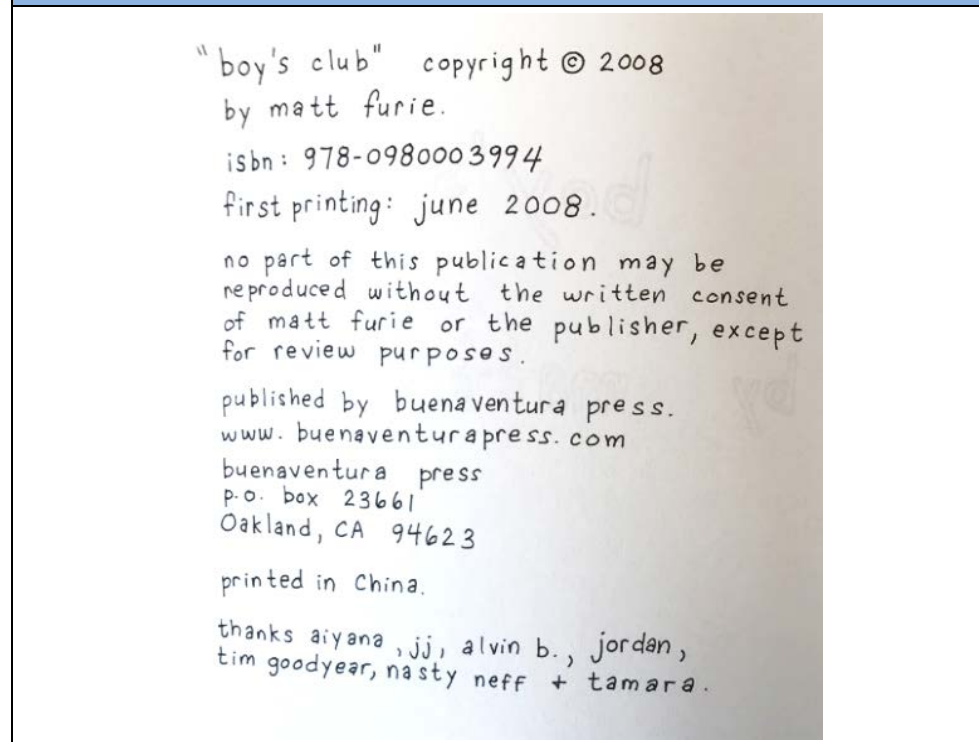 "boy's club" copyright © 2008
by matt furie.
isbn: 978-0980003994
first printing: june 2008.
no part of this publication may be
reproduced without the written consent
of matt furie or the publisher, except
for review purposes.
published by buenaventura press.
www.buenaventurapress.com
buenaventura press
p.o. box 23661
Oakland, CA 94623
printed in China.
thanks aiyana, jj, alvin b., jordan,
tim goodyear, nasty neff + tamara.